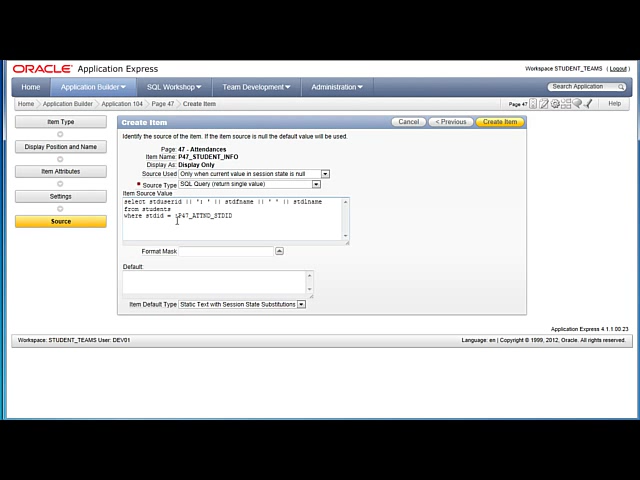 ORACLE Application Express
Workspace STUDENT_TEAMS (Logout)
Home Application Builder SQL Workshop Team Development Administration Search Application
Home Application Builder Application 104 Page 47 Create Item Page 47 Help
Item Type
Display Position and Name
Item Attributes
Settings
Source
Create Item
Cancel < Previous Create Item
Identify the source of the item. If the item source is null the default value will be used.
Page: 47 - Attendances
Item Name: P47_STUDENT_INFO
Display As: Display Only
Source Used Only when current value in session state is null
* Source Type SQL Query (return single value)
Item Source Value
select stduserid || ': ' || stdfname || ' ' || stdlname
from students
where stdid = :P47_ATTND_STDID
Format Mask
Default:
Item Default Type Static Text with Session State Substitutions
Application Express 4.1.1.00.23
Workspace: STUDENT_TEAMS User: DEV01
Language: en | Copyright © 1999, 2012, Oracle. All rights reserved.